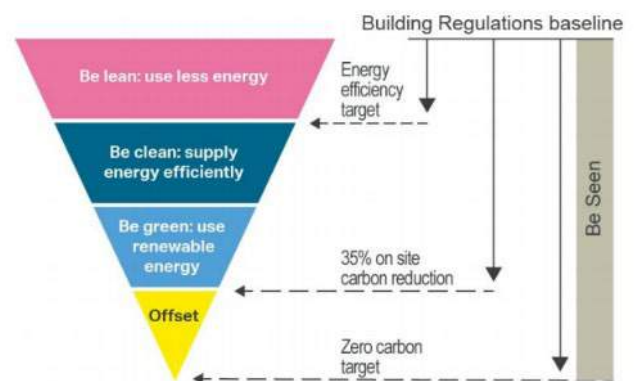 Building Regulations baseline
Be lean: use less energy
Energy
efficiency
target
Be clean: supply
energy efficiently
Be green: use
renewable
energy
35% on site
carbon reduction
Offset
Zero carbon
target
Be Seen